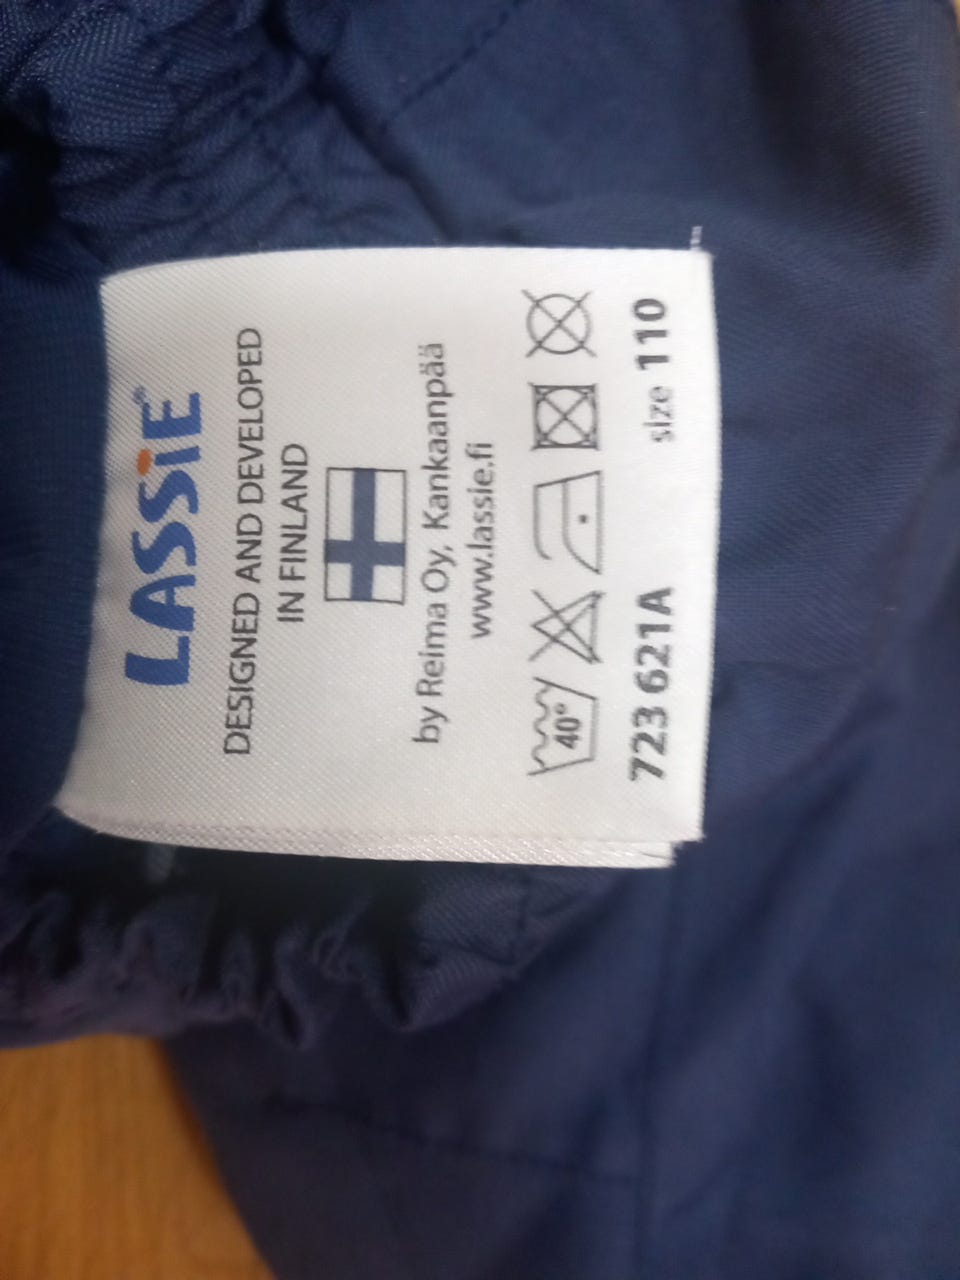 LASSiE®
DESIGNED AND DEVELOPED
IN FINLAND
by Reima Oy, Kankaanpää
www.lassie.fi
40°
723 621A size 110